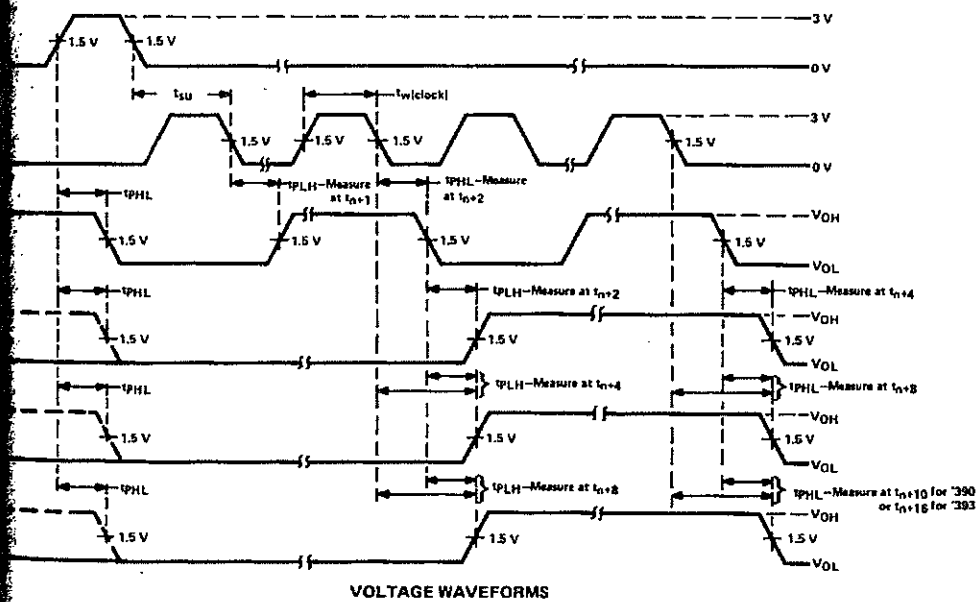 3 V
1.5 V 1.5 V
0 V
tsu tw(clock)
3 V
1.5 V 1.5 V 1.5 V 1.5 V
0 V
tPHL tPLH–Measure at tn+1 tPHL–Measure at tn+2
VOH
1.5 V 1.5 V 1.5 V 1.5 V
VOL
tPHL tPLH–Measure at tn+2 tPHL–Measure at tn+4
VOH
1.5 V 1.5 V 1.5 V
VOL
tPHL tPLH–Measure at tn+4 tPHL–Measure at tn+8
VOH
1.5 V 1.5 V 1.5 V
VOL
tPHL tPLH–Measure at tn+8 tPHL–Measure at tn+10 for '390
or tn+16 for '393
VOH
1.5 V 1.5 V 1.5 V
VOL
VOLTAGE WAVEFORMS